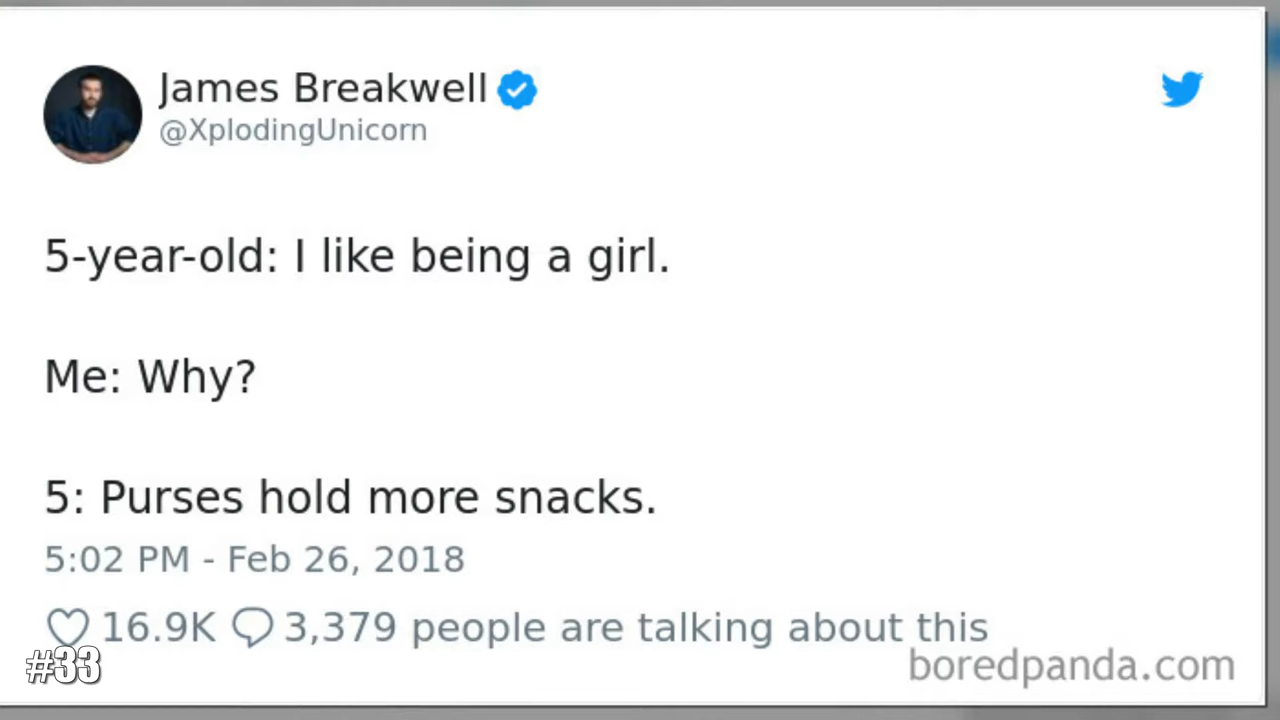 James Breakwell
@XplodingUnicorn
5-year-old: I like being a girl.
Me: Why?
5: Purses hold more snacks.
5:02 PM - Feb 26, 2018
16.9K 3,379 people are talking about this
#33
boredpanda.com